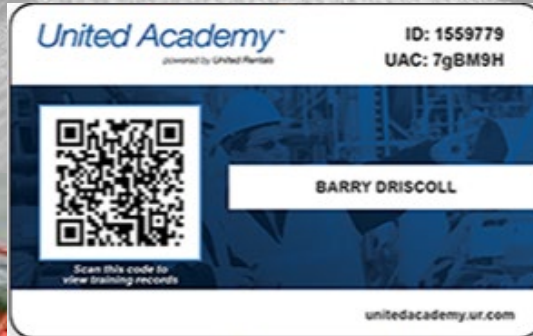 United Academy
powered by United Rentals
ID: 1559779
UAC: 7gBM9H
BARRY DRISCOLL
Scan this code to
view training records
unitedacademy.ur.com